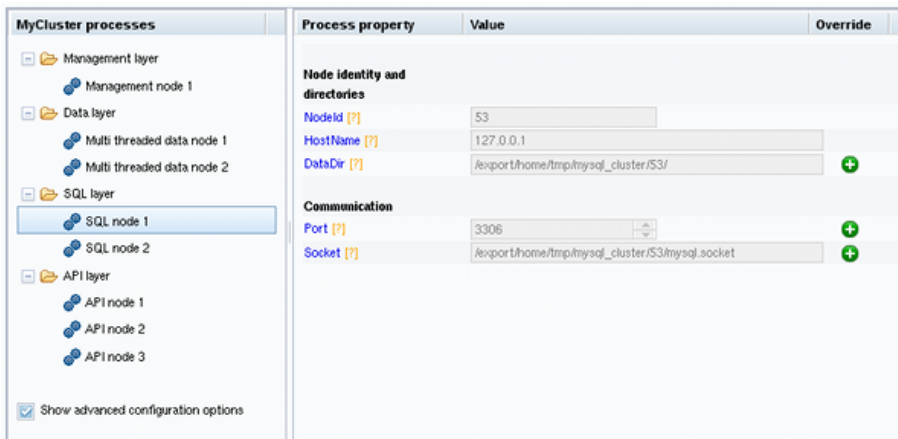 MyCluster processes
Management layer
Management node 1
Data layer
Multi threaded data node 1
Multi threaded data node 2
SQL layer
SQL node 1
SQL node 2
API layer
API node 1
API node 2
API node 3
Show advanced configuration options
Process property Value Override
Node identity and
directories
NodeId [?] 53
HostName [?] 127.0.0.1
DataDir [?] /export/home/tmp/mysql_cluster/53/
Communication
Port [?] 3306
Socket [?] /export/home/tmp/mysql_cluster/53/mysql.socket